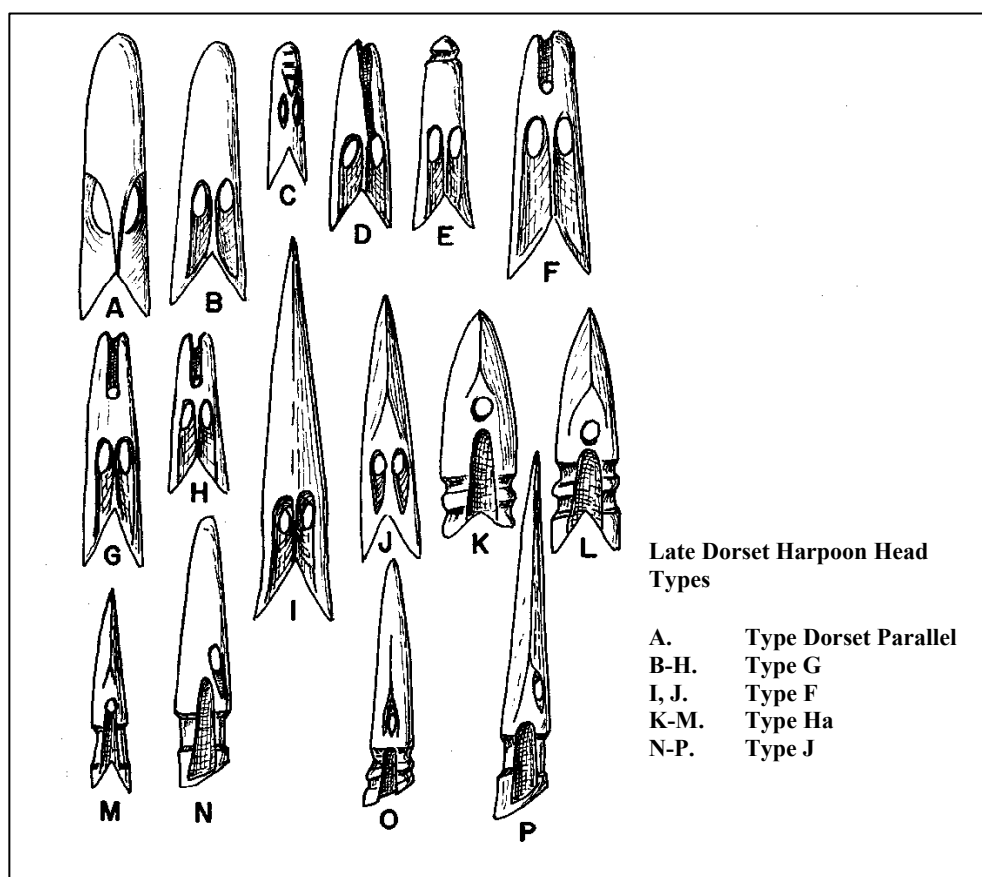 A
B
C
D
E
F
G
H
I
J
K
L
M
N
O
P
Late Dorset Harpoon Head
Types
A. Type Dorset Parallel
B-H. Type G
I, J. Type F
K-M. Type Ha
N-P. Type J